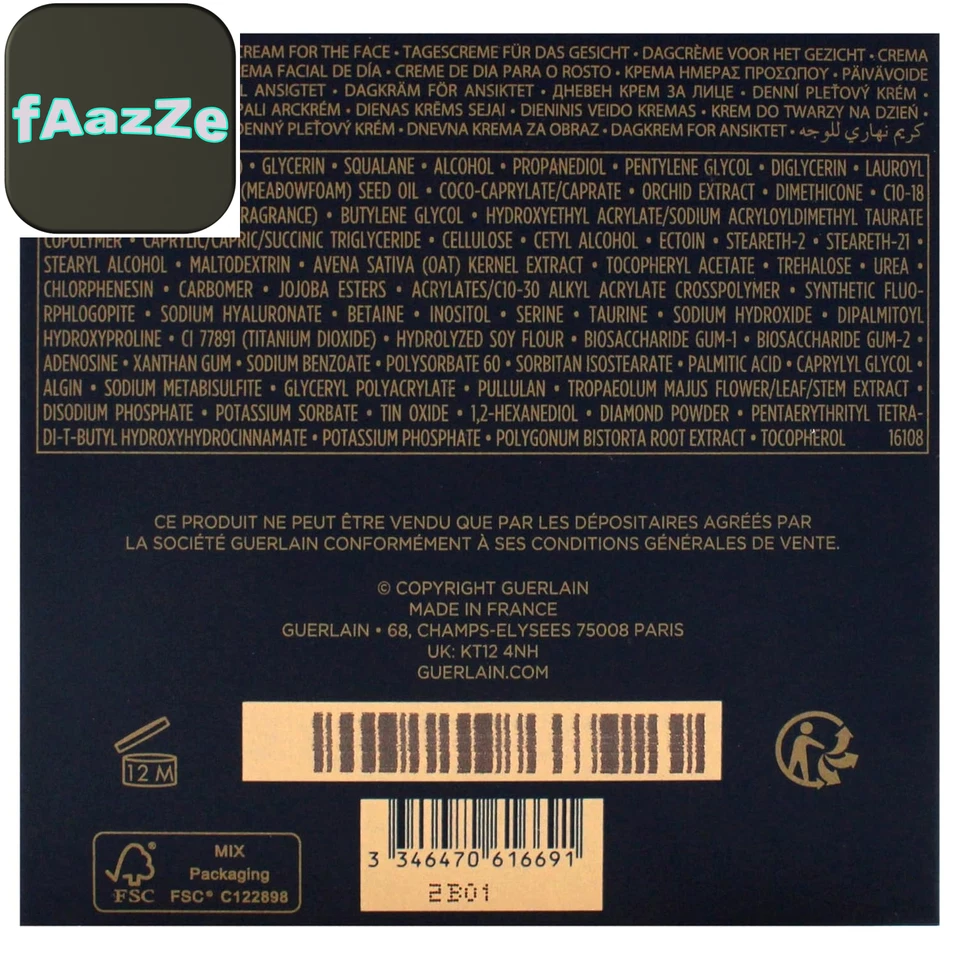 fAazZe
CREAM FOR THE FACE • TAGESCREME FÜR DAS GESICHT • DAGCRÈME VOOR HET GEZICHT • CREMA
FACIAL DE DÍA • CREME DE DIA PARA O ROSTO • ΚΡΕΜΑ ΗΜΕΡΑΣ ΠΡΟΣΩΠΟΥ • PÄIVÄVOIDE
ANSIGTET • DAGKRÄM FÖR ANSIKTET • ДНЕВЕН КРЕМ ЗА ЛИЦЕ • DENNÍ PLEŤOVÝ KRÉM •
ARCKRÉM • DIENAS KRĒMS SEJAI • DIENINIS VEIDO KREMAS • KREM DO TWARZY NA DZIEŃ •
DENNÝ PLEŤOVÝ KRÉM • DNEVNA KREMA ZA OBRAZ • DAGKREM FOR ANSIKTET • كريم نهاري للوجه
• GLYCERIN • SQUALANE • ALCOHOL • PROPANEDIOL • PENTYLENE GLYCOL • DIGLYCERIN • LAUROYL
(MEADOWFOAM) SEED OIL • COCO-CAPRYLATE/CAPRATE • ORCHID EXTRACT • DIMETHICONE • C10-18
• BUTYLENE GLYCOL • HYDROXYETHYL ACRYLATE/SODIUM ACRYLOYLDIMETHYL TAURATE
COPOLYMER • CAPRYLIC/CAPRIC/SUCCINIC TRIGLYCERIDE • CELLULOSE • CETYL ALCOHOL • ECTOIN • STEARETH-2 • STEARETH-21 •
STEARYL ALCOHOL • MALTODEXTRIN • AVENA SATIVA (OAT) KERNEL EXTRACT • TOCOPHERYL ACETATE • TREHALOSE • UREA •
CHLORPHENESIN • CARBOMER • JOJOBA ESTERS • ACRYLATES/C10-30 ALKYL ACRYLATE CROSSPOLYMER • SYNTHETIC FLUO-
RPHLOGOPITE • SODIUM HYALURONATE • BETAINE • INOSITOL • SERINE • TAURINE • SODIUM HYDROXIDE • DIPALMITOYL
HYDROXYPROLINE • CI 77891 (TITANIUM DIOXIDE) • HYDROLYZED SOY FLOUR • BIOSACCHARIDE GUM-1 • BIOSACCHARIDE GUM-2 •
ADENOSINE • XANTHAN GUM • SODIUM BENZOATE • POLYSORBATE 60 • SORBITAN ISOSTEARATE • PALMITIC ACID • CAPRYLYL GLYCOL •
ALGIN • SODIUM METABISULFITE • GLYCERYL POLYACRYLATE • PULLULAN • TROPAEOLUM MAJUS FLOWER/LEAF/STEM EXTRACT •
DISODIUM PHOSPHATE • POTASSIUM SORBATE • TIN OXIDE • 1,2-HEXANEDIOL • DIAMOND POWDER • PENTAERYTHRITYL TETRA-
DI-T-BUTYL HYDROXYHYDROCINNAMATE • POTASSIUM PHOSPHATE • POLYGONUM BISTORTA ROOT EXTRACT • TOCOPHEROL 16108
CE PRODUIT NE PEUT ÊTRE VENDU QUE PAR LES DÉPOSITAIRES AGRÉÉS PAR
LA SOCIÉTÉ GUERLAIN CONFORMÉMENT À SES CONDITIONS GÉNÉRALES DE VENTE.
© COPYRIGHT GUERLAIN
MADE IN FRANCE
GUERLAIN • 68, CHAMPS-ELYSEES 75008 PARIS
UK: KT12 4NH
GUERLAIN.COM
12 M
MIX
Packaging
FSC FSC® C122898
3 346470 616691
2B01